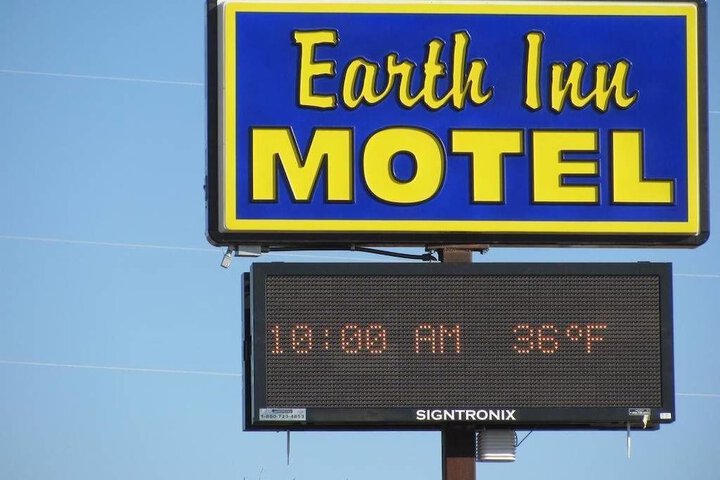 Earth Inn
MOTEL
10:00 AM 36°F
SIGNTRONIX